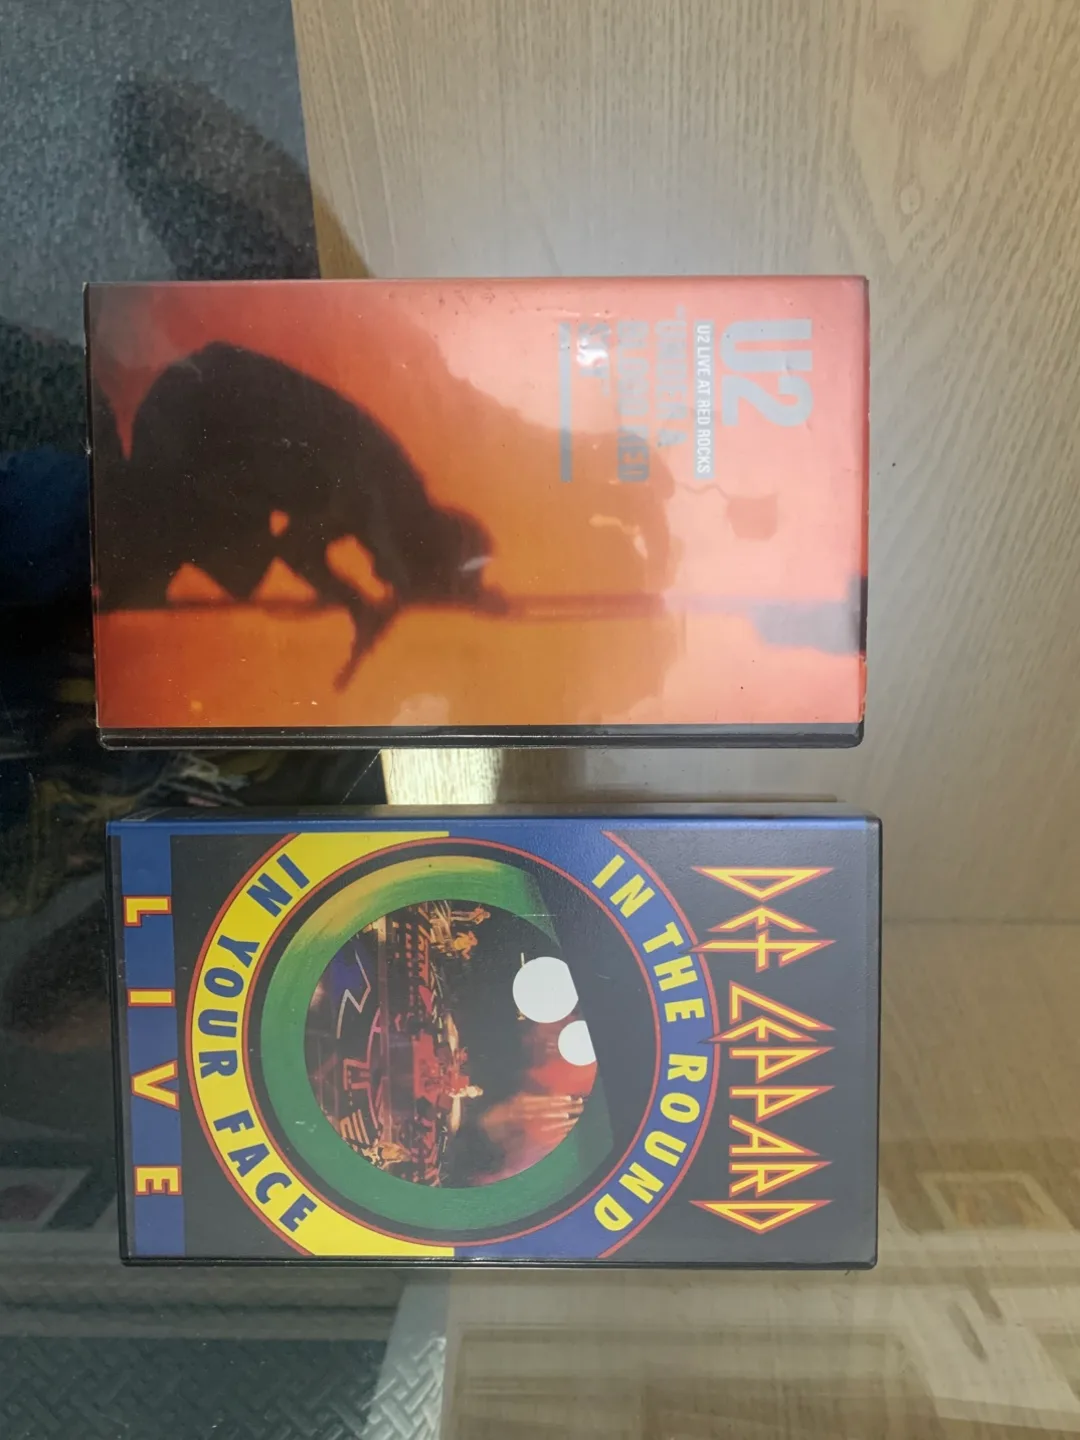 U2
U2 LIVE AT RED ROCKS
"UNDER A
BLOOD RED
SKY"
DEF LEPPARD
IN THE ROUND
IN YOUR FACE
LIVE